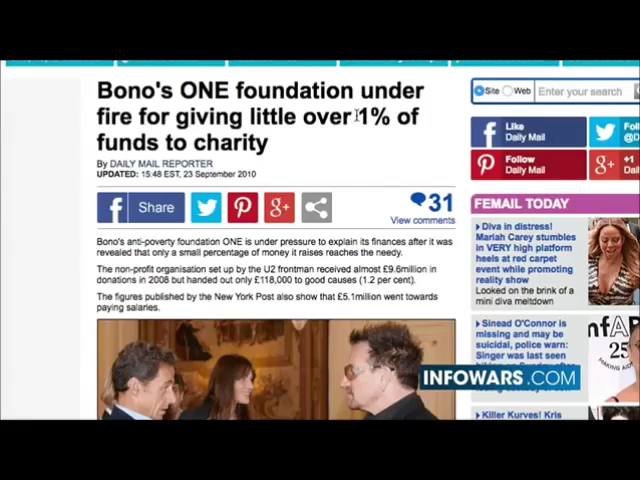 Bono's ONE foundation under
fire for giving little over 1% of
funds to charity
By DAILY MAIL REPORTER
UPDATED: 15:48 EST, 23 September 2010
Share
31
View comments
Bono's anti-poverty foundation ONE is under pressure to explain its finances after it was
revealed that only a small percentage of money it raises reaches the needy.
The non-profit organisation set up by the U2 frontman received almost £9.6million in
donations in 2008 but handed out only £118,000 to good causes (1.2 per cent).
The figures published by the New York Post also show that £5.1million went towards
paying salaries.
Site Web Enter your search
Like
Daily Mail
Foll
@D
Follow
Daily Mail
+1
Dail
FEMAIL TODAY
Diva in distress!
Mariah Carey stumbles
in VERY high platform
heels at red carpet
event while promoting
reality show
Looked on the brink of a
mini diva meltdown
Sinead O'Connor is
missing and may be
suicidal, police warn:
Singer was last seen
INFOWARS.COM
Killer Kurves! Kris
nfAR
25
MAKING AID